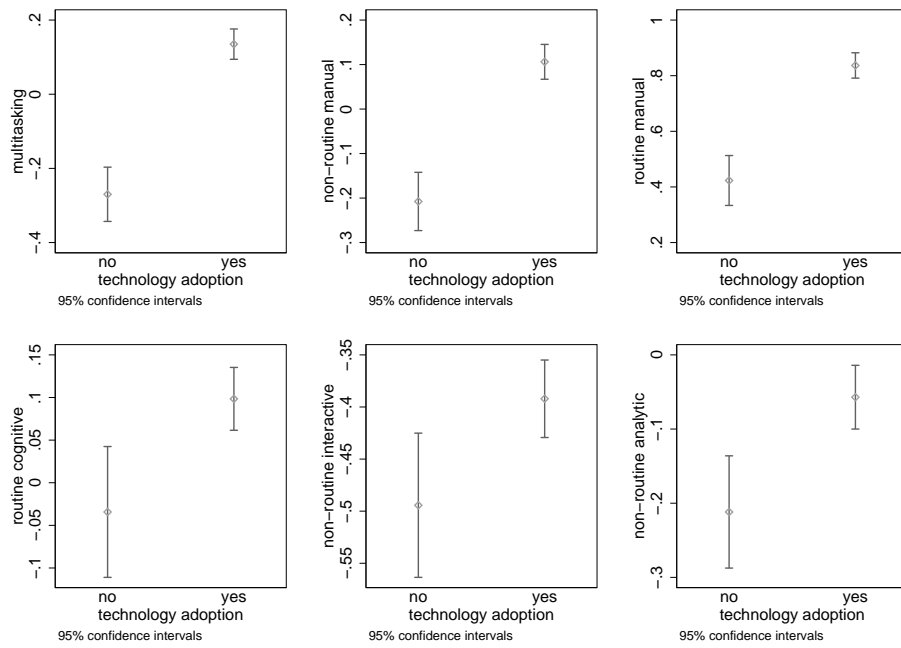 multitasking
.2
0
−.2
−.4
no yes
technology adoption
95% confidence intervals
non−routine manual
.2
.1
0
−.1
−.2
−.3
no yes
technology adoption
95% confidence intervals
routine manual
1
.8
.6
.4
.2
no yes
technology adoption
95% confidence intervals
routine cognitive
.15
.1
.05
0
−.05
−.1
no yes
technology adoption
95% confidence intervals
non−routine interactive
−.35
−.4
−.45
−.5
−.55
no yes
technology adoption
95% confidence intervals
non−routine analytic
0
−.1
−.2
−.3
no yes
technology adoption
95% confidence intervals